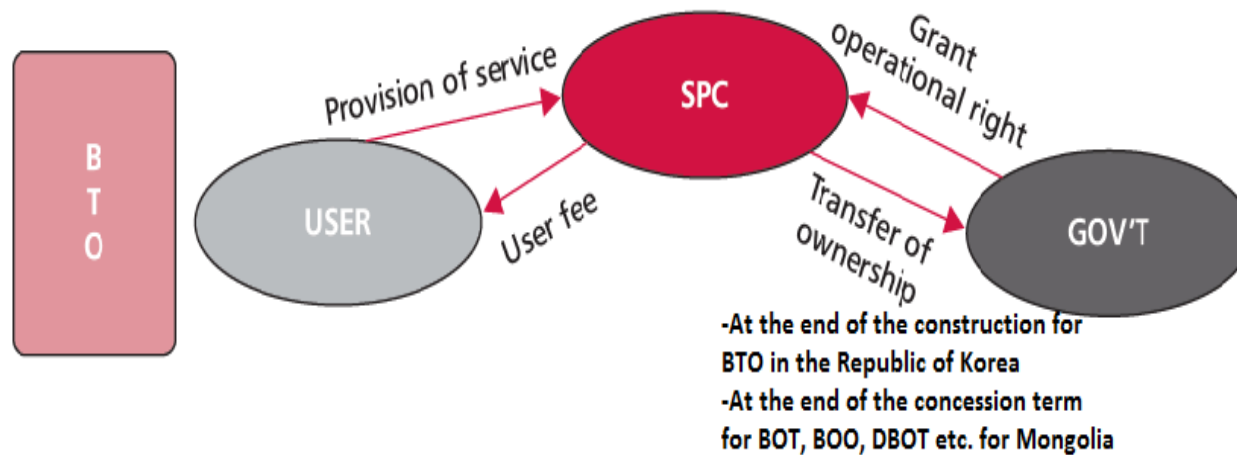 B
T
O
Provision of service
USER
User fee
SPC
Grant
operational right
Transfer of
ownership
GOV'T
-At the end of the construction for
BTO in the Republic of Korea
-At the end of the concession term
for BOT, BOO, DBOT etc. for Mongolia